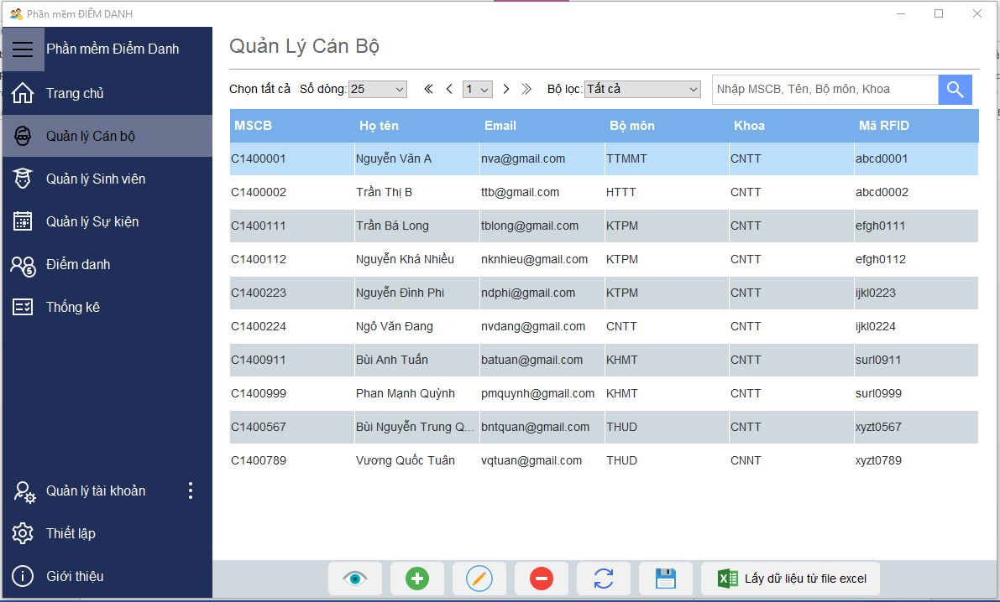 Phần mềm ĐIỂM DANH
Phần mềm Điểm Danh
Trang chủ
Quản lý Cán bộ
Quản lý Sinh viên
Quản lý Sự kiện
Điểm danh
Thống kê
Quản lý tài khoản
Thiết lập
Giới thiệu
Quản Lý Cán Bộ
Chọn tất cả Số dòng: 25 1 Bộ lọc: Tất cả Nhập MSCB, Tên, Bộ môn, Khoa
MSCB Họ tên Email Bộ môn Khoa Mã RFID
C1400001 Nguyễn Văn A nva@gmail.com TTMMT CNTT abcd0001
C1400002 Trần Thị B ttb@gmail.com HTTT CNTT abcd0002
C1400111 Trần Bá Long tblong@gmail.com KTPM CNTT efgh0111
C1400112 Nguyễn Khá Nhiều nknhieu@gmail.com KTPM CNTT efgh0112
C1400223 Nguyễn Đình Phi ndphi@gmail.com KTPM CNTT ijkl0223
C1400224 Ngô Văn Đang nvdang@gmail.com CNTT CNTT ijkl0224
C1400911 Bùi Anh Tuấn batuan@gmail.com KHMT CNTT surl0911
C1400999 Phan Mạnh Quỳnh pmquynh@gmail.com KHMT CNTT surl0999
C1400567 Bùi Nguyễn Trung Q... bntquan@gmail.com THUD CNTT xyzt0567
C1400789 Vương Quốc Tuân vqtuan@gmail.com THUD CNNT xyzt0789
Lấy dữ liệu từ file excel